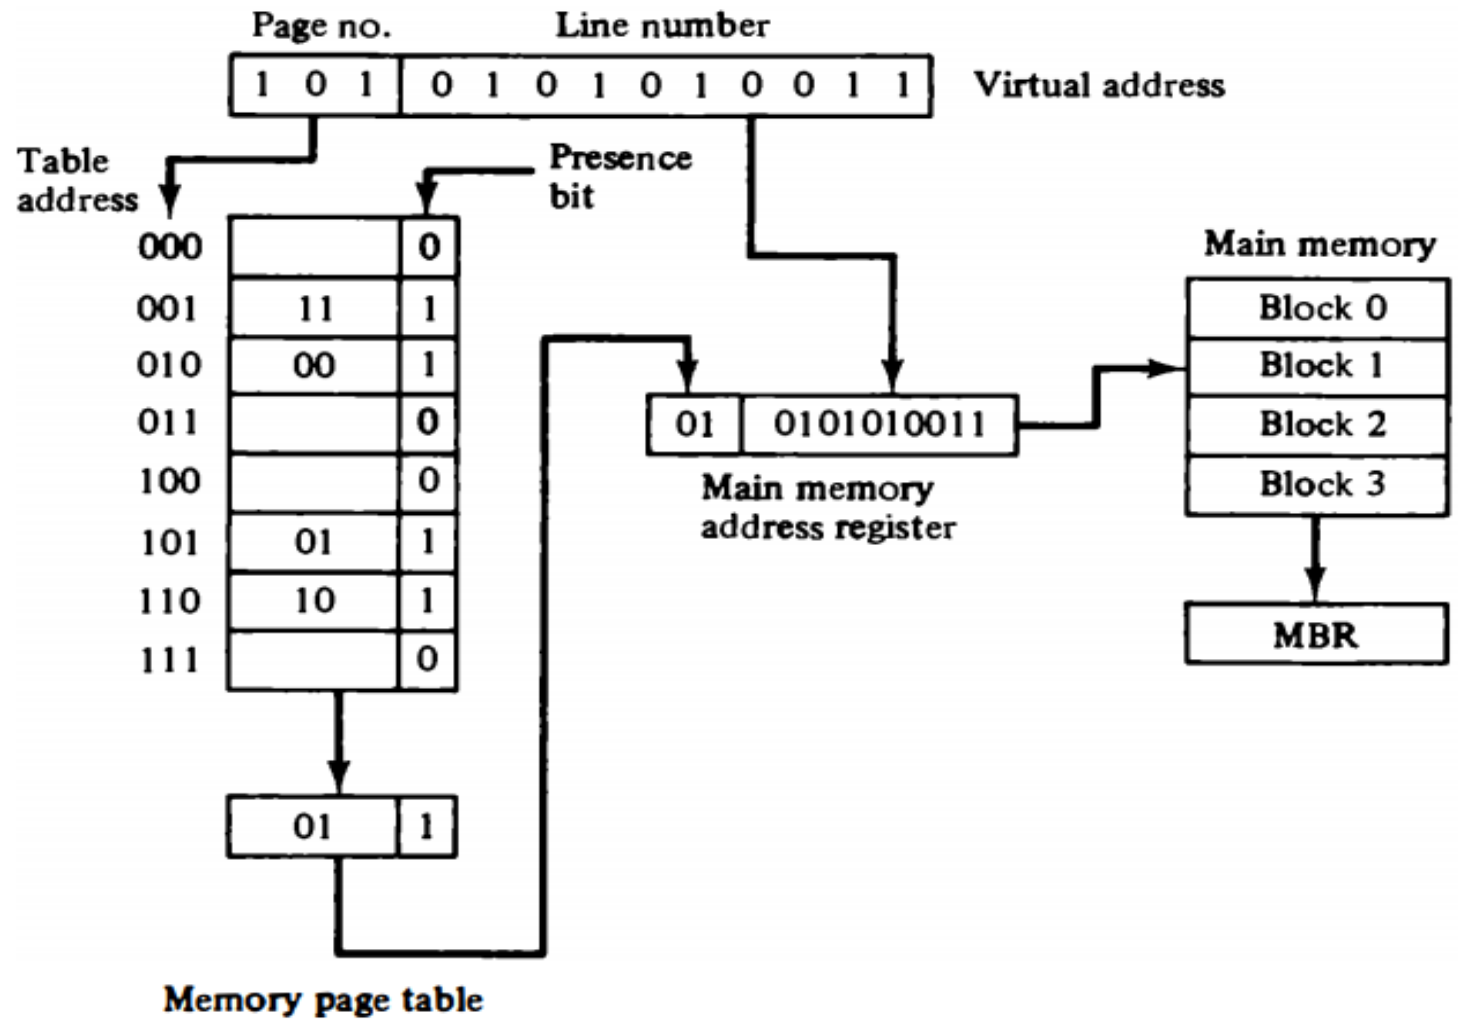 Page no. Line number
1 0 1 0 1 0 1 0 1 0 0 1 1 Virtual address
Table
address
Presence
bit
000 0
001 11 1
010 00 1
011 0
100 0
101 01 1
110 10 1
111 0
01 1
Memory page table
01 0101010011
Main memory
address register
Main memory
Block 0
Block 1
Block 2
Block 3
MBR